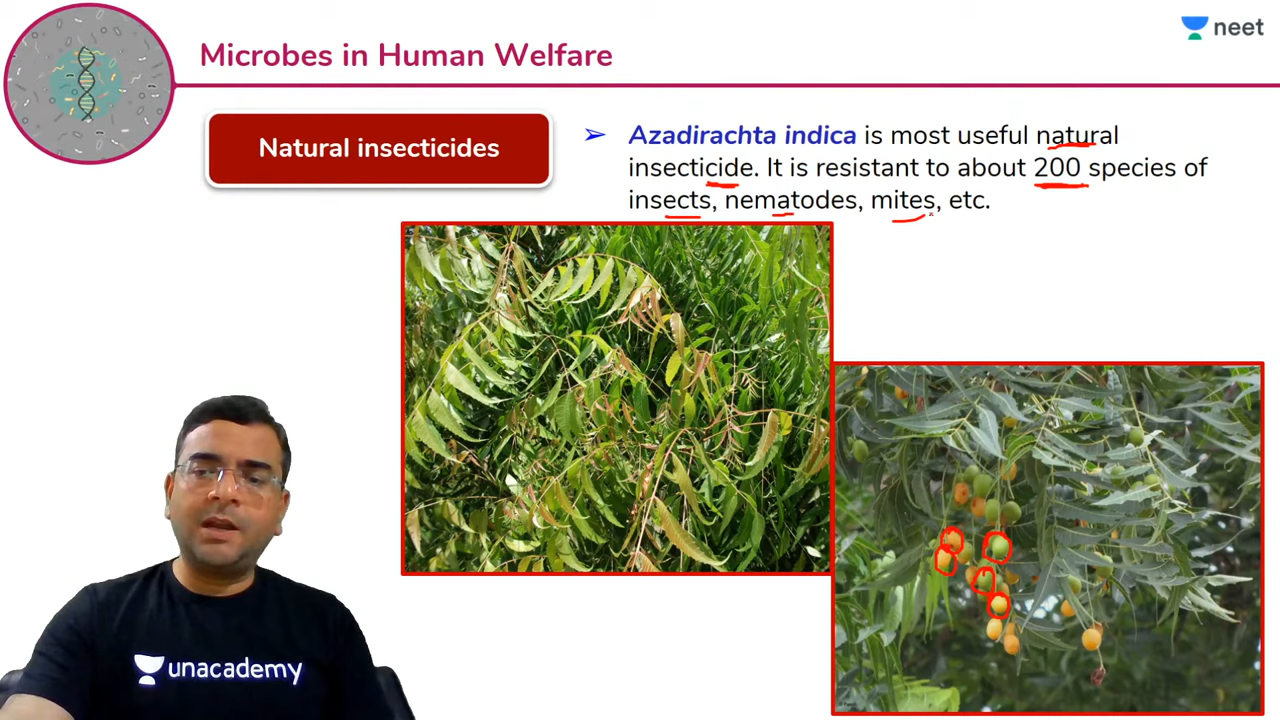 neet
Microbes in Human Welfare
Natural insecticides
➢ Azadirachta indica is most useful natural
insecticide. It is resistant to about 200 species of
insects, nematodes, mites, etc.
unacademy